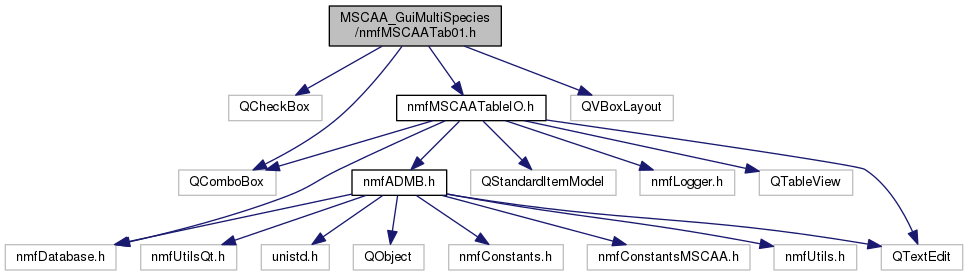 MSCAA_GuiMultiSpecies
/nmfMSCAATab01.h
QCheckBox
nmfMSCAATableIO.h
QVBoxLayout
QComboBox
nmfADMB.h
QStandardItemModel
nmfLogger.h
QTableView
nmfDatabase.h
nmfUtilsQt.h
unistd.h
QObject
nmfConstants.h
nmfConstantsMSCAA.h
nmfUtils.h
QTextEdit